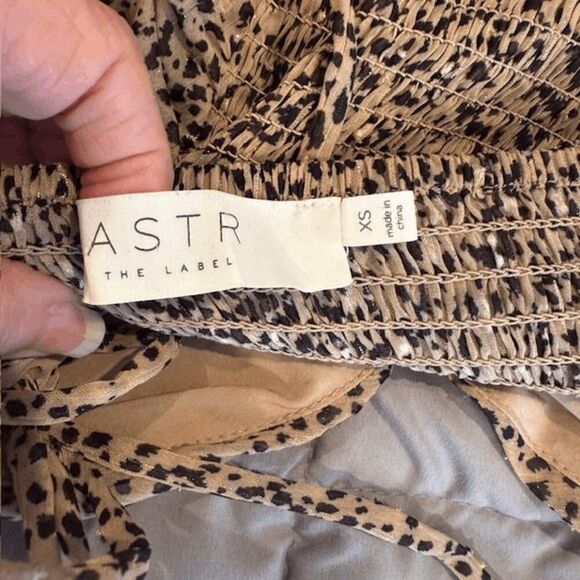 ASTR
THE LABEL
XS
made in
china